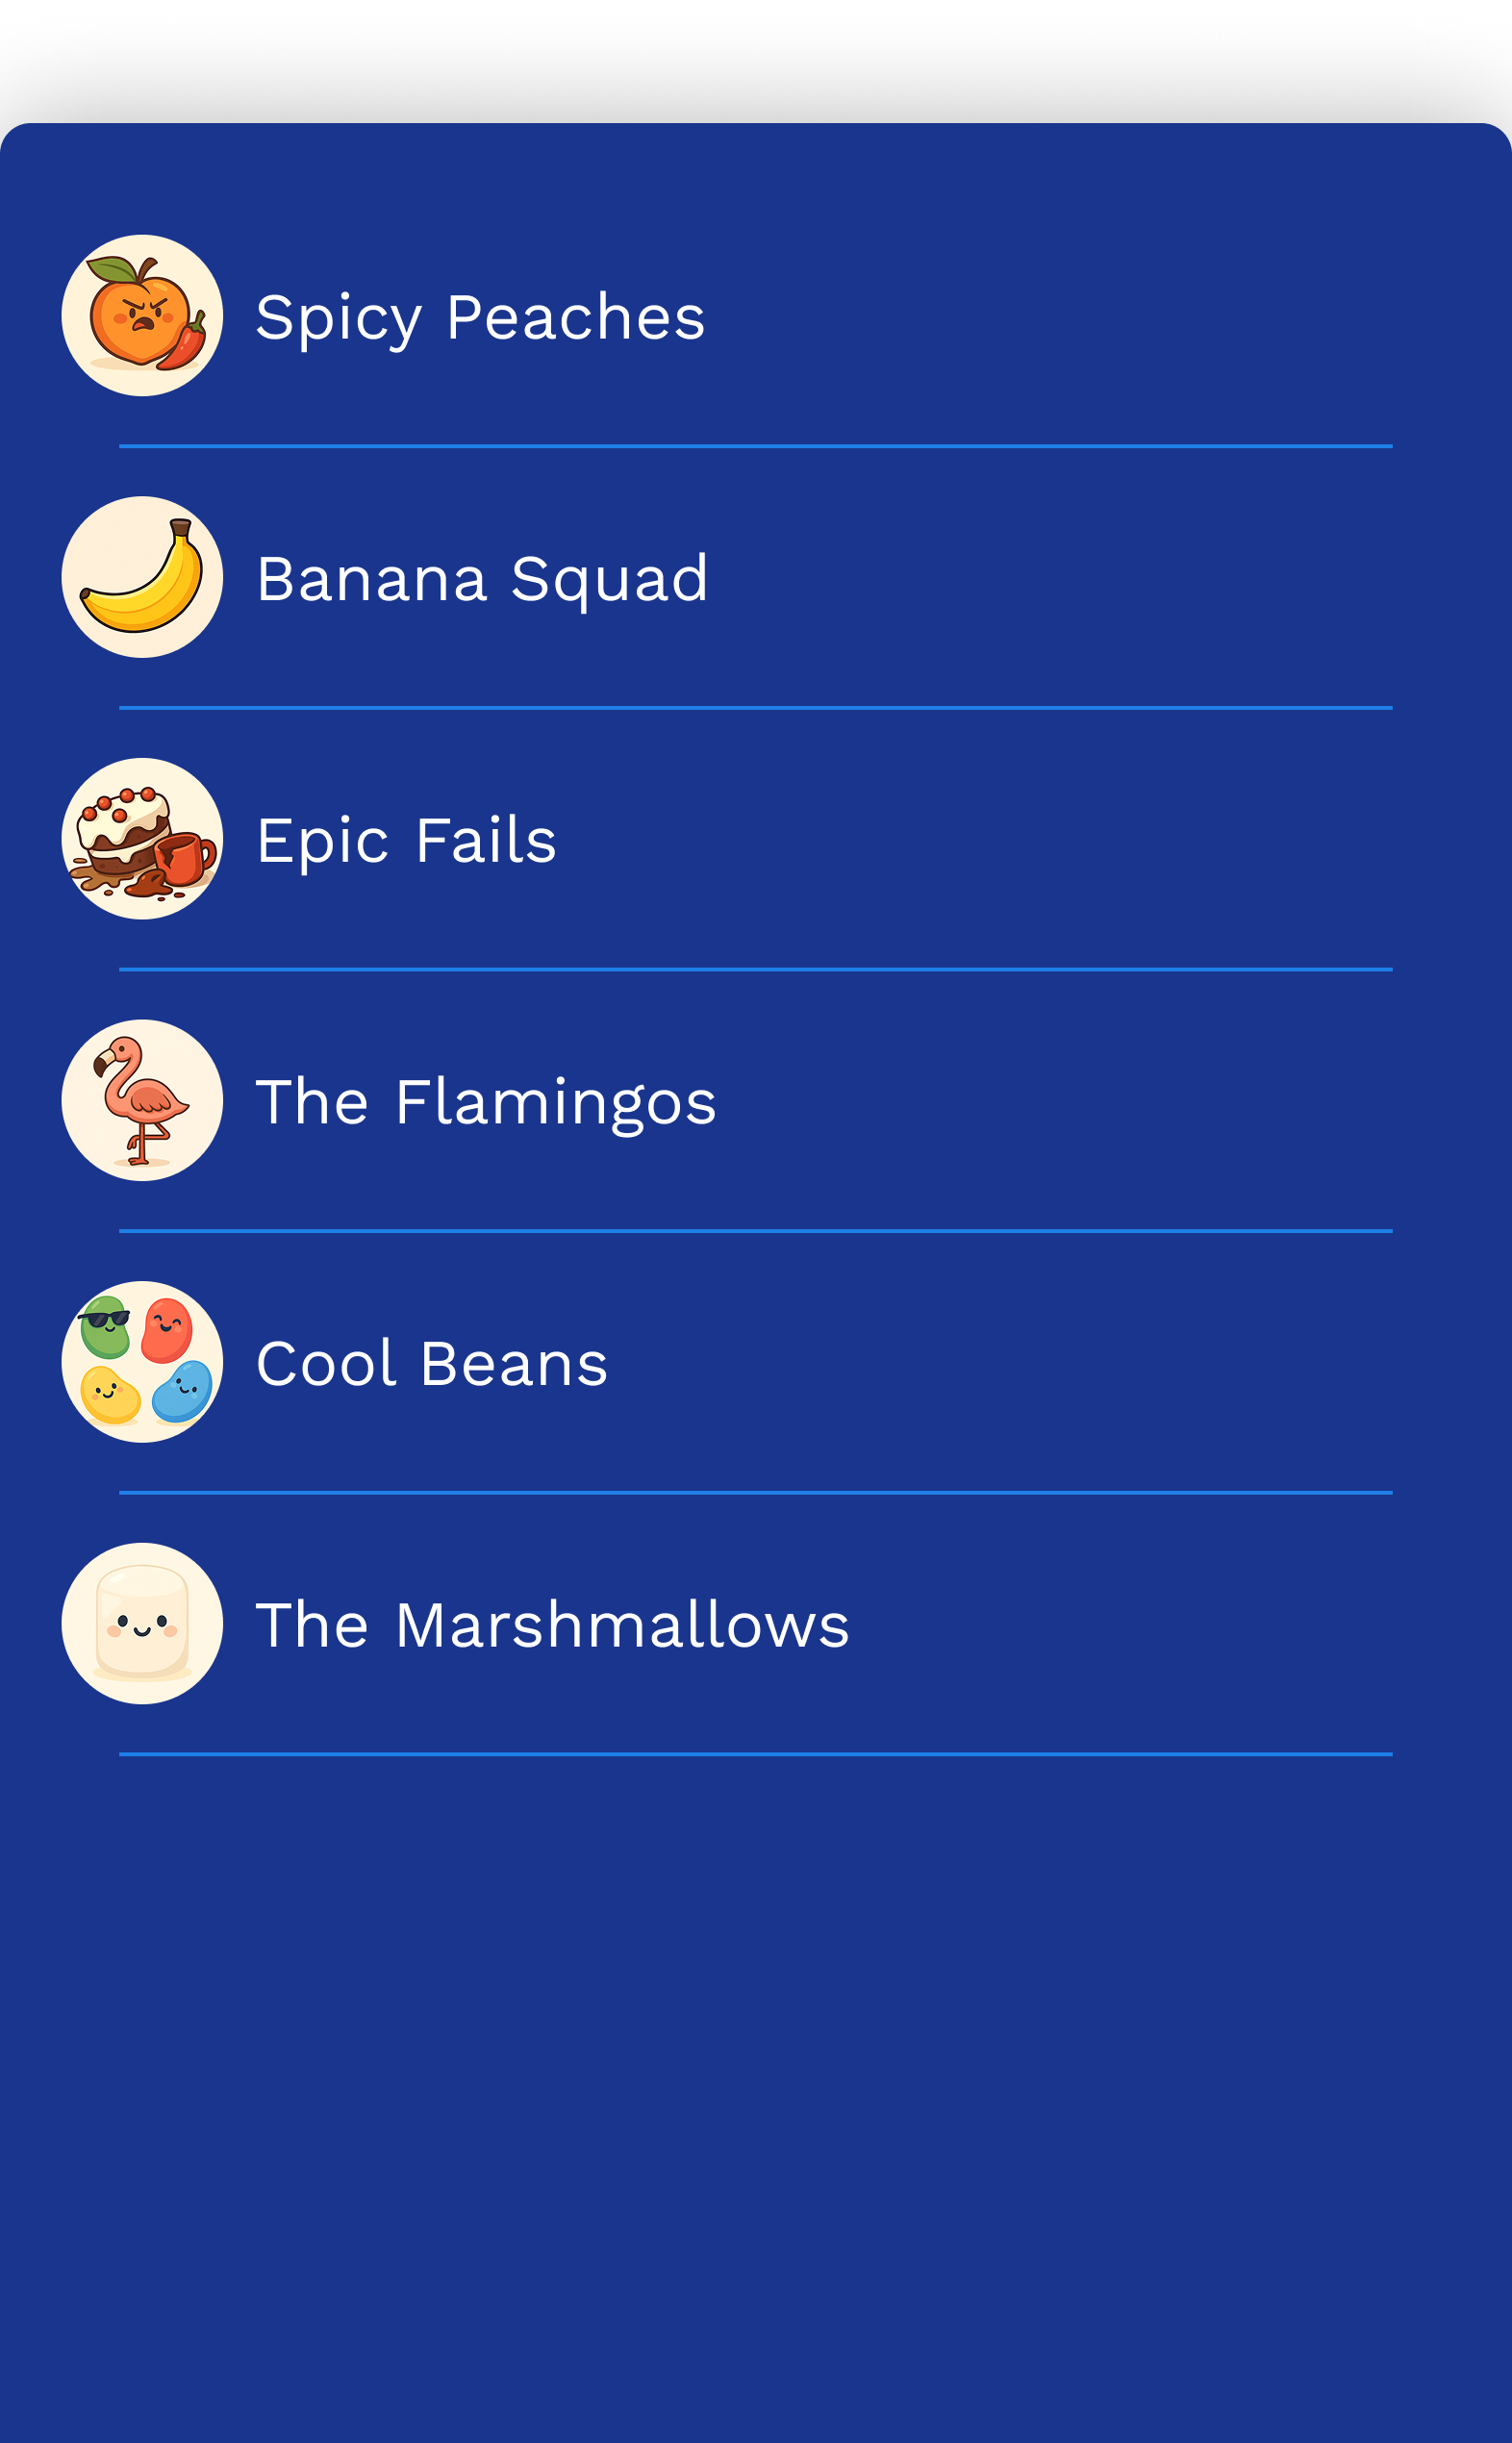 Spicy Peaches
Banana Squad
Epic Fails
The Flamingos
Cool Beans
The Marshmallows